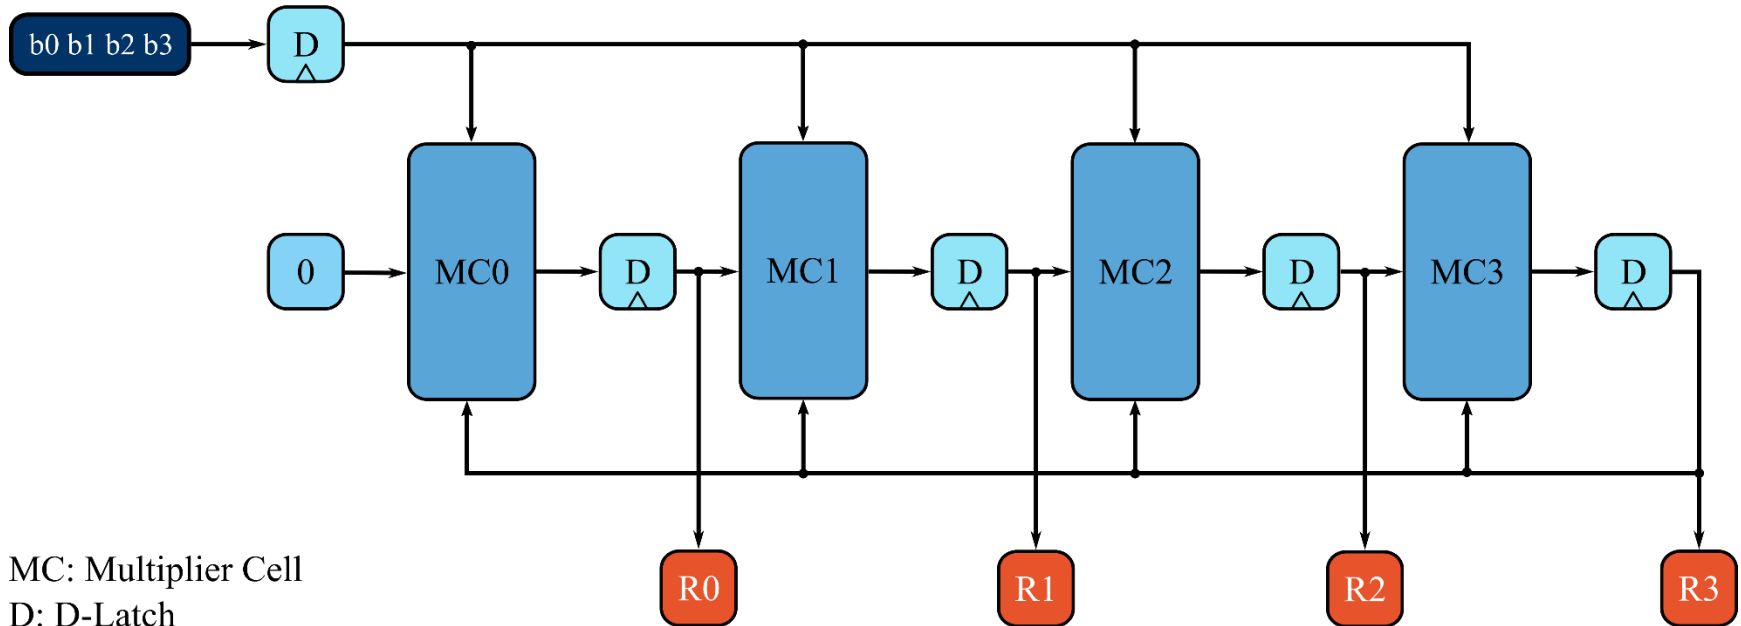 b0 b1 b2 b3
D
0
MC0
D
MC1
D
MC2
D
MC3
D
R0
R1
R2
R3
MC: Multiplier Cell
D: D-Latch